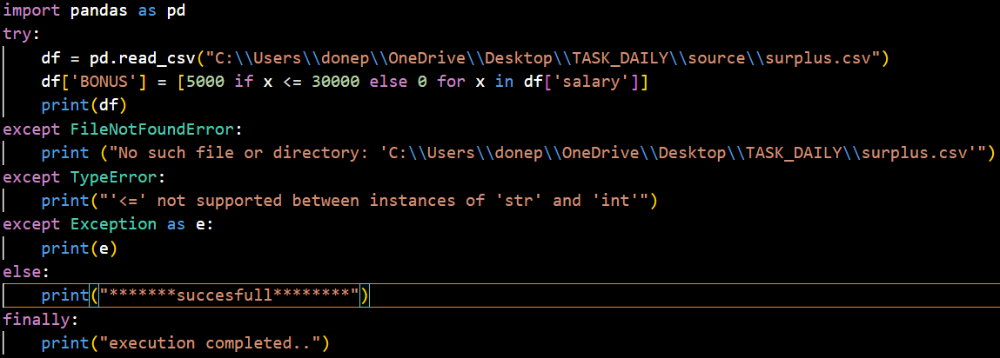 import pandas as pd
try:
    df = pd.read_csv("C:\\Users\\donep\\OneDrive\\Desktop\\TASK_DAILY\\source\\surplus.csv")
    df['BONUS'] = [5000 if x <= 30000 else 0 for x in df['salary']]
    print(df)
except FileNotFoundError:
    print ("No such file or directory: 'C:\\Users\\donep\\OneDrive\\Desktop\\TASK_DAILY\\surplus.csv'")
except TypeError:
    print("'<=' not supported between instances of 'str' and 'int'")
except Exception as e:
    print(e)
else:
    print("*******succesfull********")
finally:
    print("execution completed..")